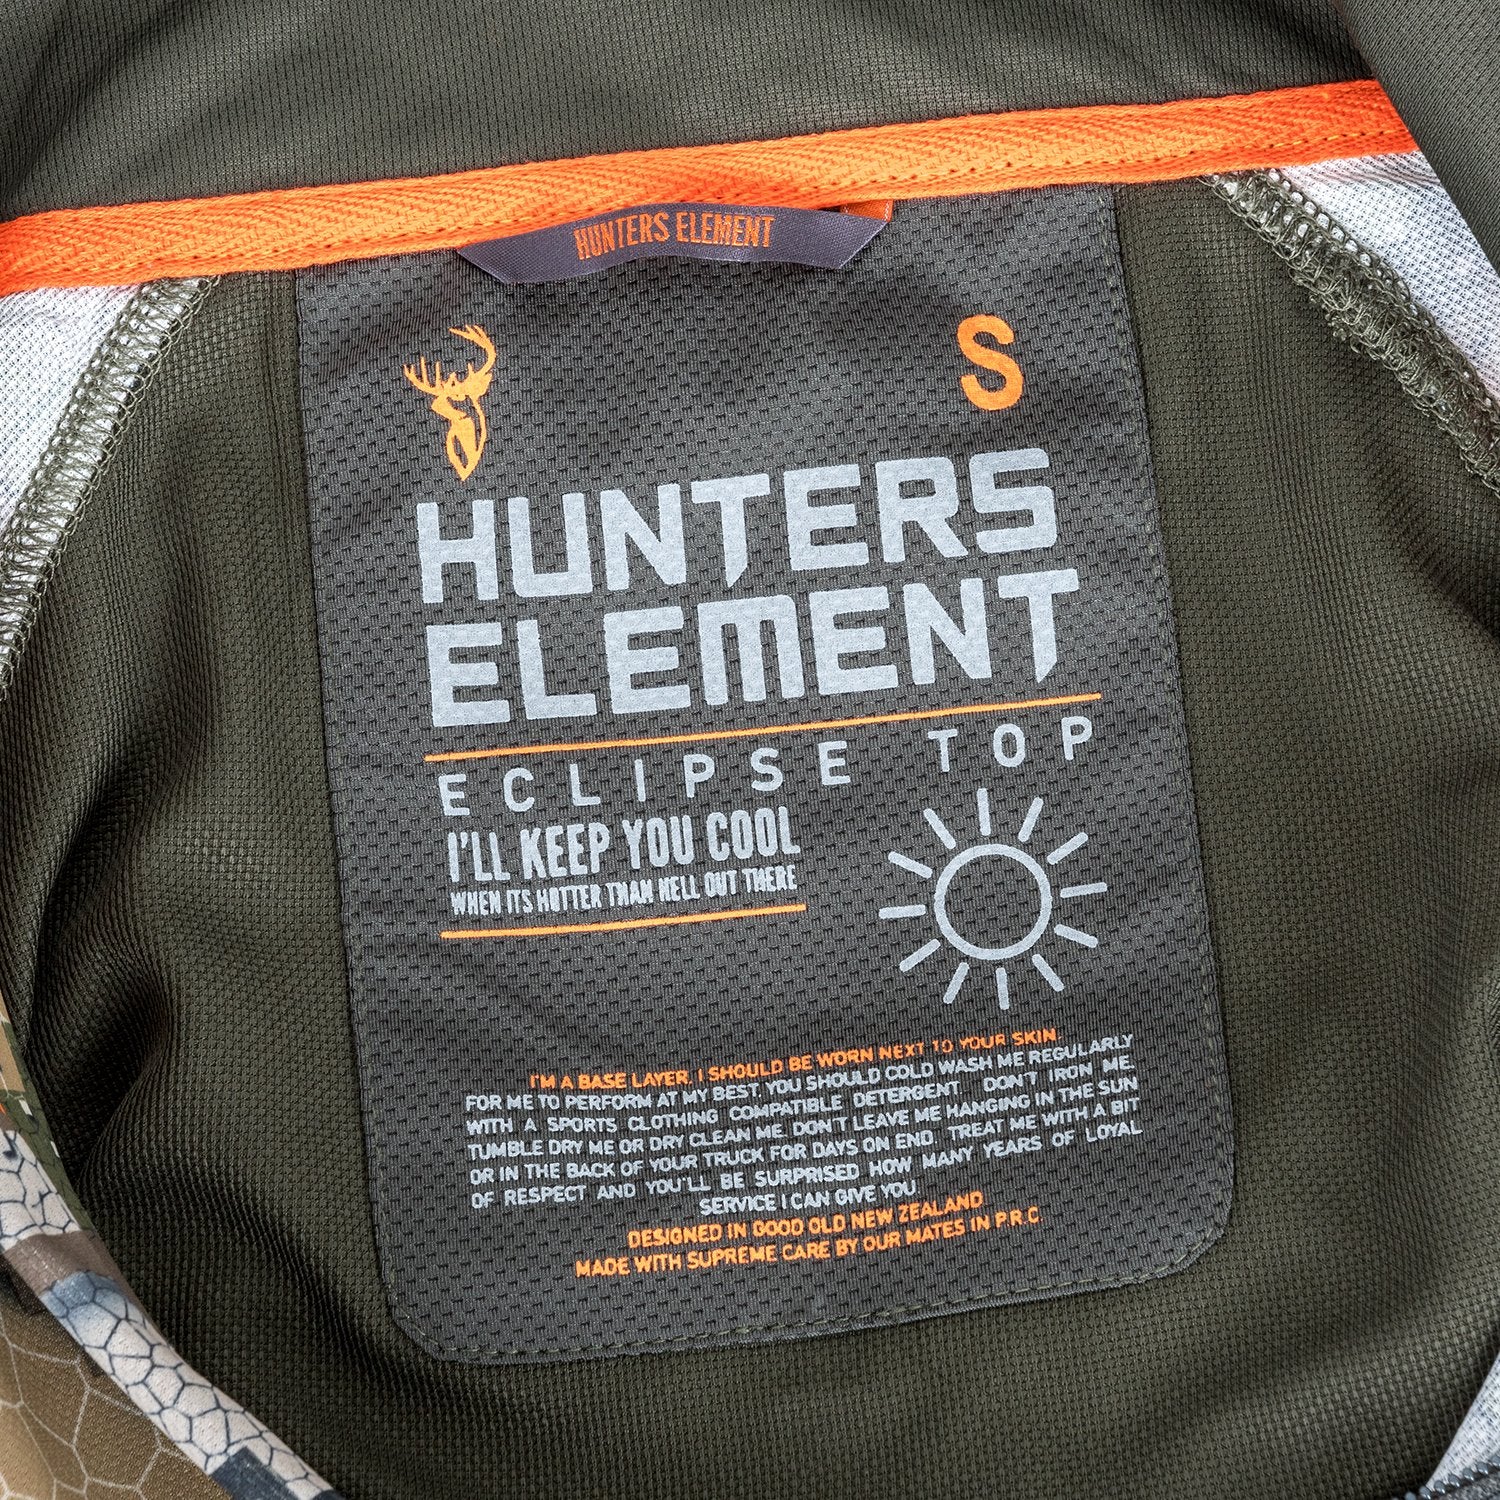 HUNTERS ELEMENT
S
HUNTERS
ELEMENT
ECLIPSE TOP
I'LL KEEP YOU COOL
WHEN ITS HOTTER THAN HELL OUT THERE
I'M A BASE LAYER, I SHOULD BE WORN NEXT TO YOUR SKIN.
FOR ME TO PERFORM AT MY BEST, YOU SHOULD COLD WASH ME REGULARLY
WITH A SPORTS CLOTHING COMPATIBLE DETERGENT. DON'T IRON ME,
TUMBLE DRY ME OR DRY CLEAN ME. DON'T LEAVE ME HANGING IN THE SUN
OR IN THE BACK OF YOUR TRUCK FOR DAYS ON END. TREAT ME WITH A BIT
OF RESPECT AND YOU'LL BE SURPRISED HOW MANY YEARS OF LOYAL
SERVICE I CAN GIVE YOU.
DESIGNED IN GOOD OLD NEW ZEALAND
MADE WITH SUPREME CARE BY OUR MATES IN P.R.C.